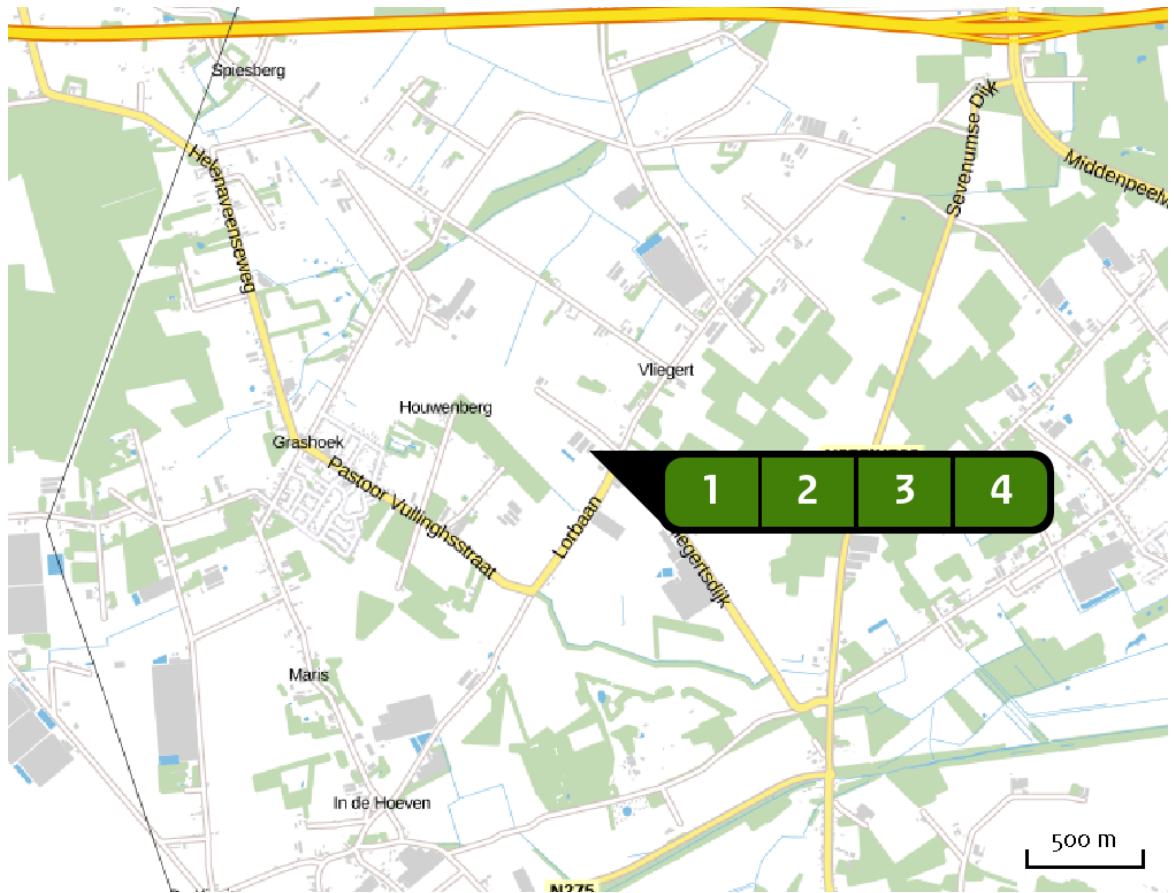 Spiesberg
Sevenumse Dijk
Helenaveenseweg
Vliegert
Houwenberg
Grashoek
Pastoor Vullinghsstraat
1 2 3 4
Lorbaan
Maris
In de Hoeven
500 m
N275